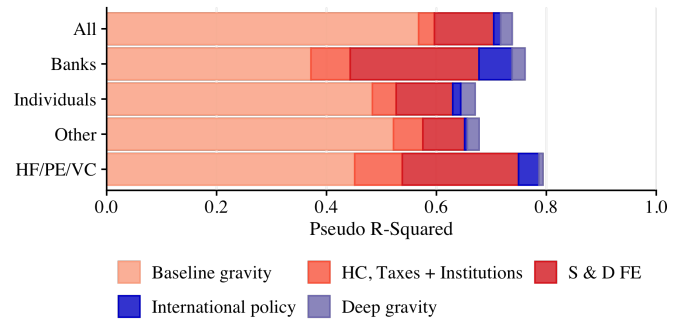 All
Banks
Individuals
Other
HF/PE/VC
0.0 0.2 0.4 0.6 0.8 1.0
Pseudo R-Squared
Baseline gravity HC, Taxes + Institutions S & D FE
International policy Deep gravity